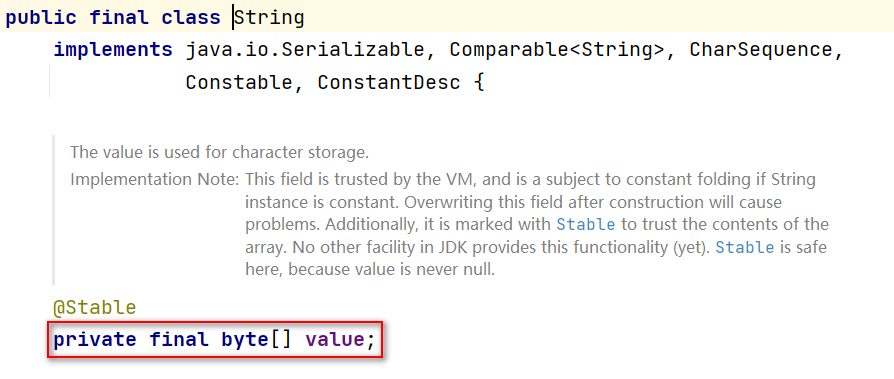 public final class String
implements java.io.Serializable, Comparable<String>, CharSequence,
Constable, ConstantDesc {
The value is used for character storage.
Implementation Note: This field is trusted by the VM, and is a subject to constant folding if String
instance is constant. Overwriting this field after construction will cause
problems. Additionally, it is marked with Stable to trust the contents of the
array. No other facility in JDK provides this functionality (yet). Stable is safe
here, because value is never null.
@Stable
private final byte[] value;